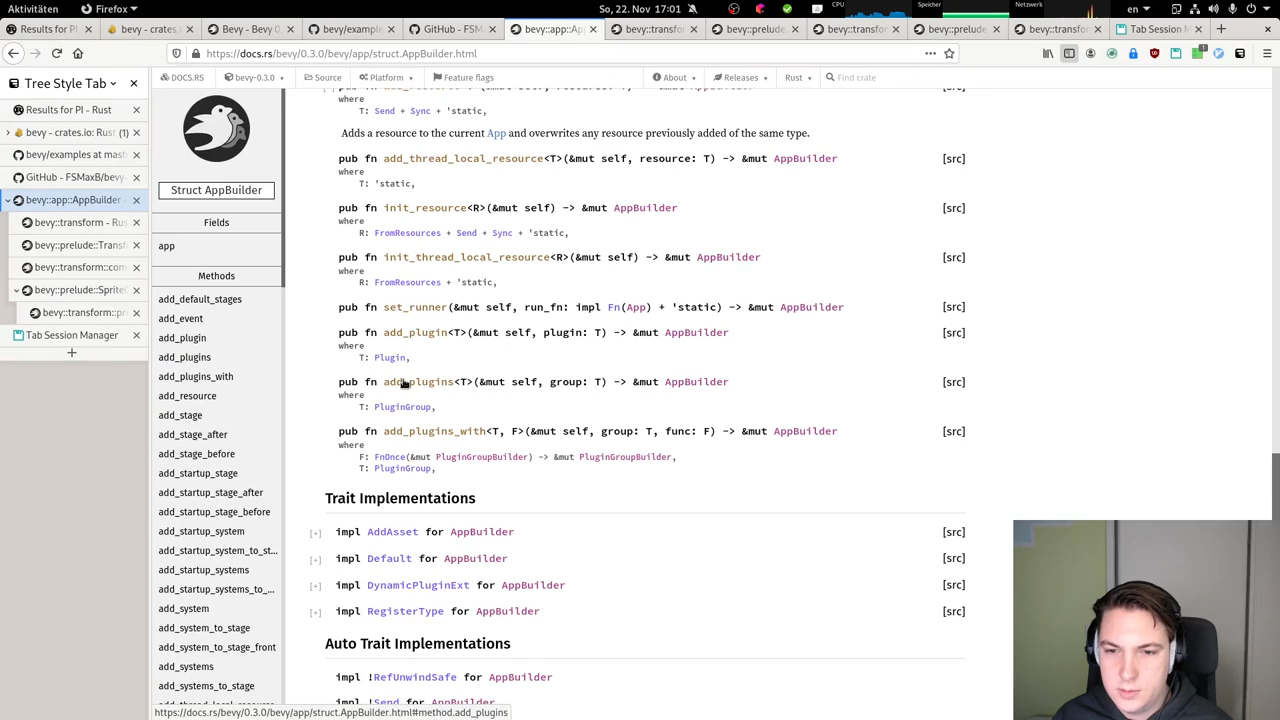 Aktivitäten Firefox So, 22. Nov 17:01 CPU Speicher Netzwerk en
Results for PI bevy - crates Bevy - Bevy bevy/example GitHub - FSM bevy::app::A bevy::transfor bevy::prelude bevy::transfor bevy::prelude bevy::transfor Tab Session M
https://docs.rs/bevy/0.3.0/bevy/app/struct.AppBuilder.html
Tree Style Tab
DOCS.RS bevy-0.3.0 Source Platform Feature flags About Releases Rust Find crate
Results for PI - Rust
bevy - crates.io: Rust (1)
bevy/examples at mast
GitHub - FSMaxB/bevy
bevy::app::AppBuilder
bevy::transform - Rus
bevy::prelude::Transf
bevy::transform::com
bevy::prelude::Sprite
bevy::transform::pr
Tab Session Manager
Struct AppBuilder
Fields
app
Methods
add_default_stages
add_event
add_plugin
add_plugins
add_plugins_with
add_resource
add_stage
add_stage_after
add_stage_before
add_startup_stage
add_startup_stage_after
add_startup_stage_before
add_startup_system
add_startup_system_to_st...
add_startup_systems
add_startup_systems_to_...
add_system
add_system_to_stage
add_system_to_stage_front
add_systems
add_systems_to_stage
where
T: Send + Sync + 'static,
Adds a resource to the current App and overwrites any resource previously added of the same type.
pub fn add_thread_local_resource<T>(&mut self, resource: T) -> &mut AppBuilder [src]
where
T: 'static,
pub fn init_resource<R>(&mut self) -> &mut AppBuilder [src]
where
R: FromResources + Send + Sync + 'static,
pub fn init_thread_local_resource<R>(&mut self) -> &mut AppBuilder [src]
where
R: FromResources + 'static,
pub fn set_runner(&mut self, run_fn: impl Fn(App) + 'static) -> &mut AppBuilder [src]
pub fn add_plugin<T>(&mut self, plugin: T) -> &mut AppBuilder [src]
where
T: Plugin,
pub fn add_plugins<T>(&mut self, group: T) -> &mut AppBuilder [src]
where
T: PluginGroup,
pub fn add_plugins_with<T, F>(&mut self, group: T, func: F) -> &mut AppBuilder [src]
where
F: FnOnce(&mut PluginGroupBuilder) -> &mut PluginGroupBuilder,
T: PluginGroup,
Trait Implementations
[+] impl AddAsset for AppBuilder [src]
[+] impl Default for AppBuilder [src]
[+] impl DynamicPluginExt for AppBuilder [src]
[+] impl RegisterType for AppBuilder [src]
Auto Trait Implementations
impl !RefUnwindSafe for AppBuilder
impl !Send for AppBuilder
https://docs.rs/bevy/0.3.0/bevy/app/struct.AppBuilder.html#method.add_plugins